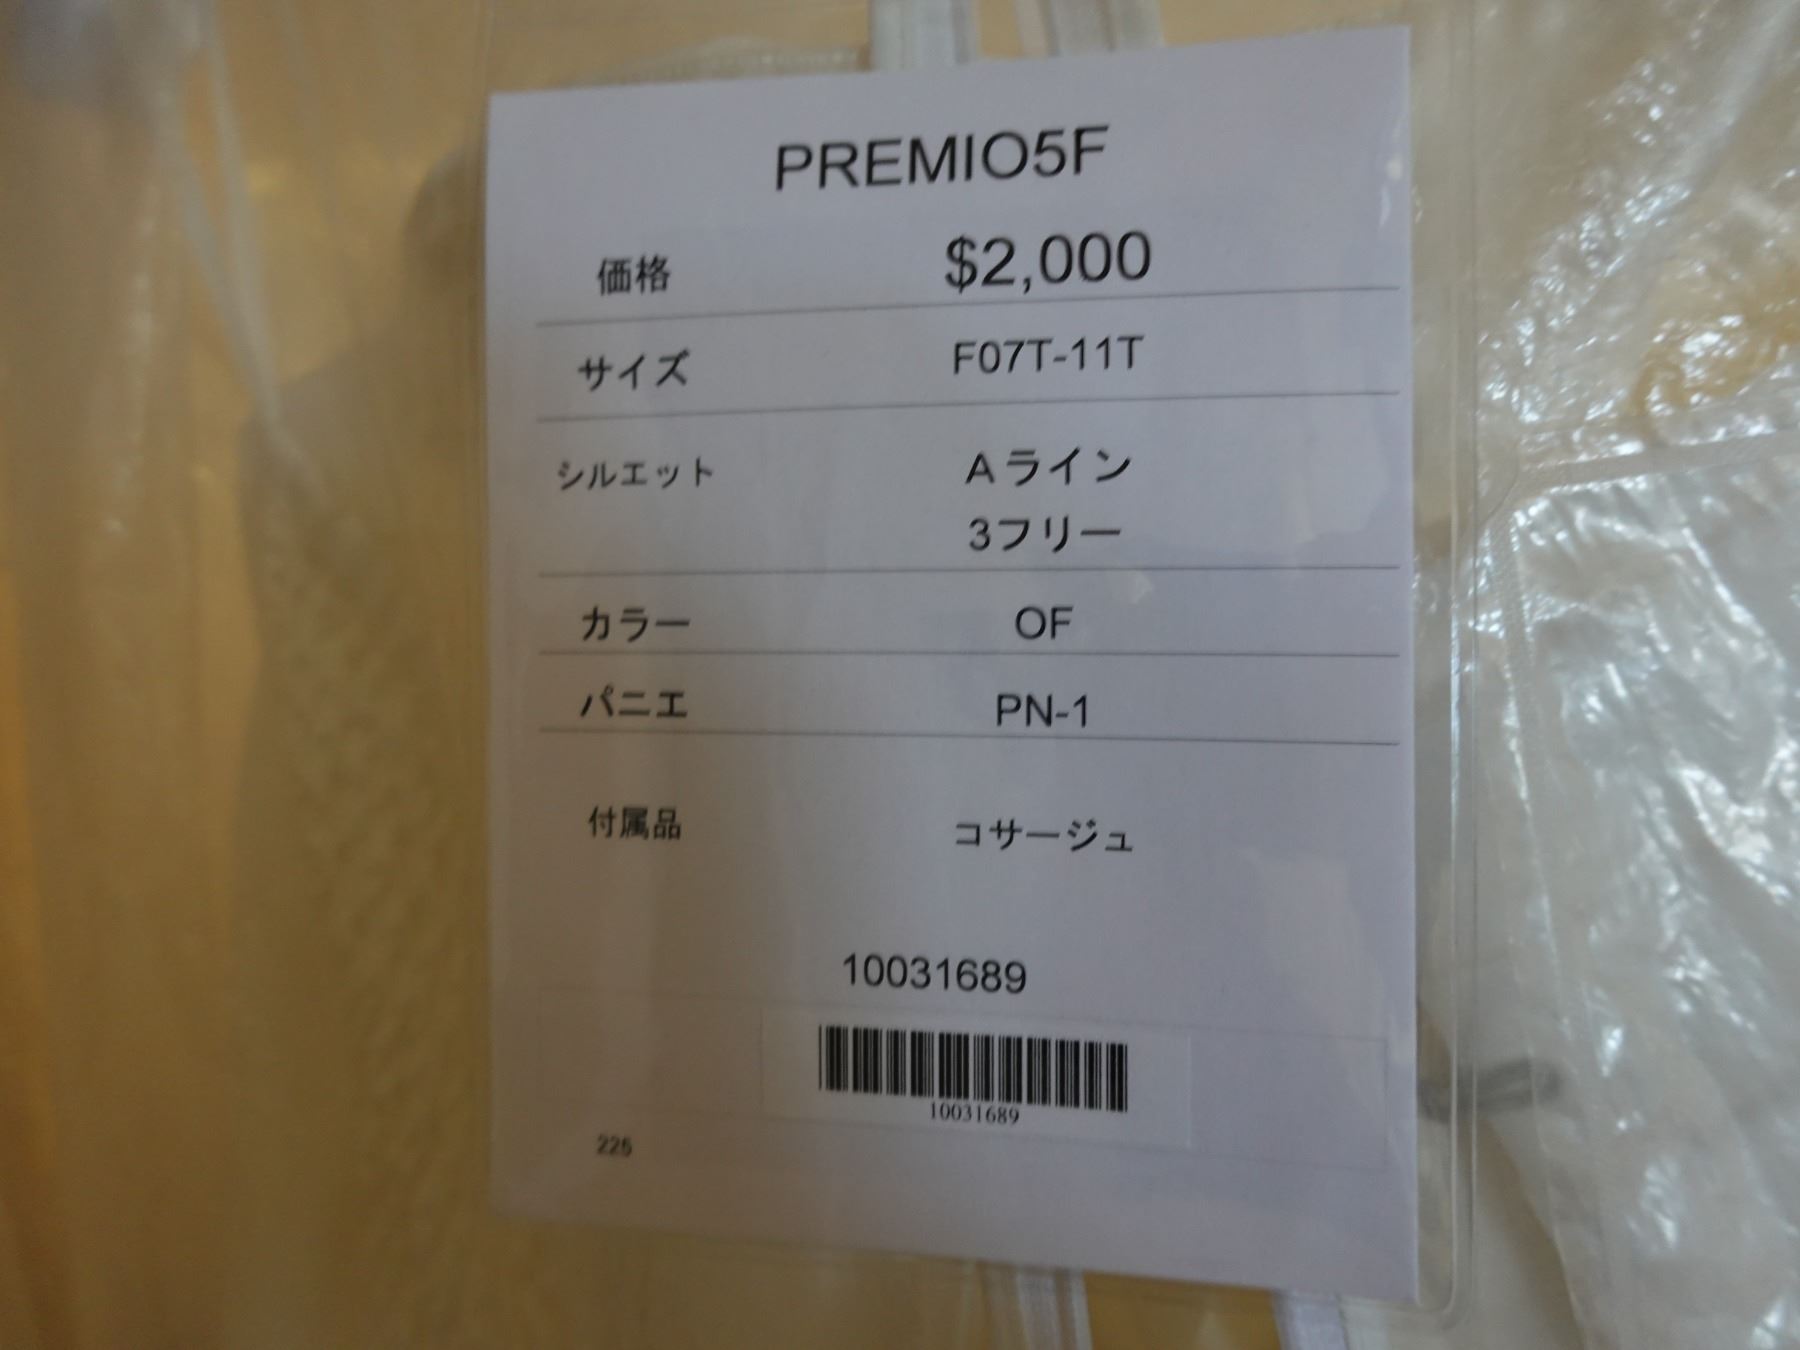 PREMIO5F
価格 $2,000
サイズ F07T-11T
シルエット Aライン
3フリー
カラー OF
パニエ PN-1
付属品 コサージュ
10031689
10031689
225